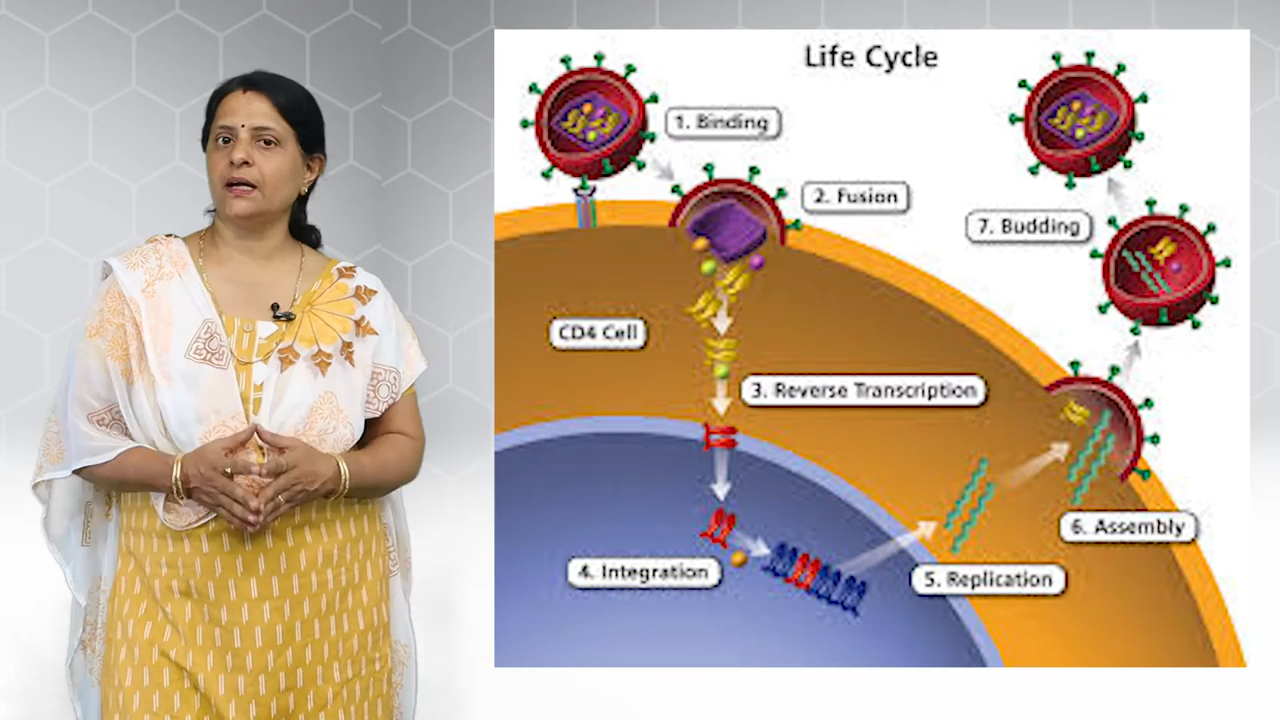 Life Cycle
1. Binding
2. Fusion
7. Budding
CD4 Cell
3. Reverse Transcription
6. Assembly
4. Integration
5. Replication